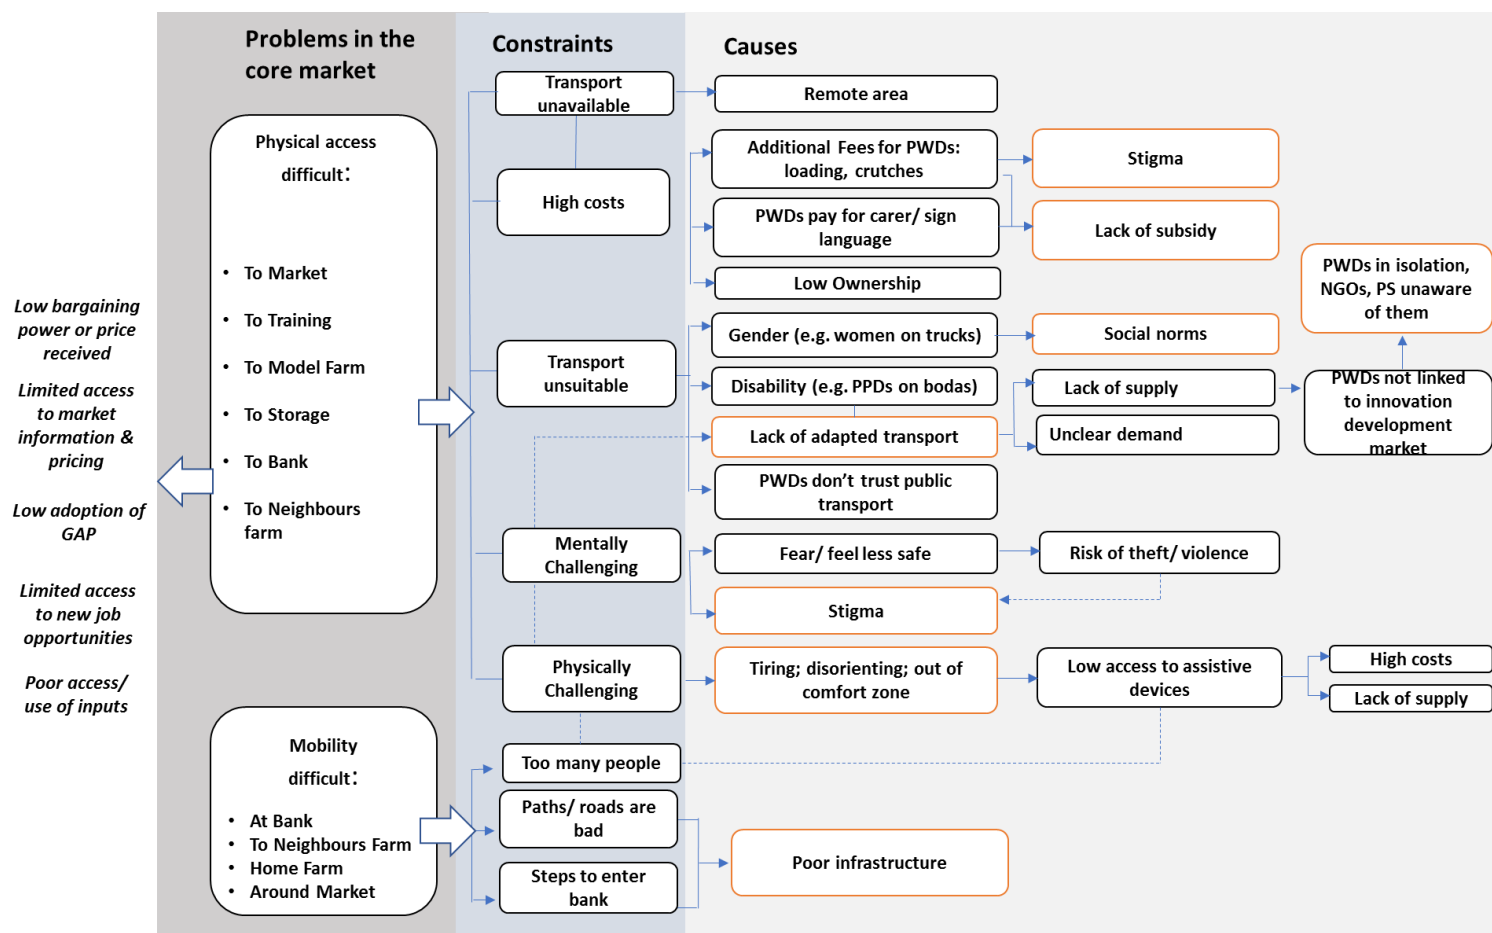 Problems in the
core market
Constraints
Causes
Low bargaining
power or price
received
Limited access
to market
information &
pricing
Low adoption of
GAP
Limited access
to new job
opportunities
Poor access/
use of inputs
Physical access
difficult:
• To Market
• To Training
• To Model Farm
• To Storage
• To Bank
• To Neighbours
farm
Mobility
difficult:
• At Bank
• To Neighbours Farm
• Home Farm
• Around Market
Transport
unavailable
High costs
Transport
unsuitable
Mentally
Challenging
Physically
Challenging
Too many people
Paths/ roads are
bad
Steps to enter
bank
Remote area
Additional Fees for PWDs:
loading, crutches
PWDs pay for carer/ sign
language
Low Ownership
Gender (e.g. women on trucks)
Disability (e.g. PPDs on bodas)
Lack of adapted transport
PWDs don’t trust public
transport
Fear/ feel less safe
Stigma
Tiring; disorienting; out of
comfort zone
Poor infrastructure
Stigma
Lack of subsidy
Social norms
Lack of supply
Unclear demand
Risk of theft/ violence
Low access to assistive
devices
PWDs in isolation,
NGOs, PS unaware
of them
PWDs not linked
to innovation
development
market
High costs
Lack of supply